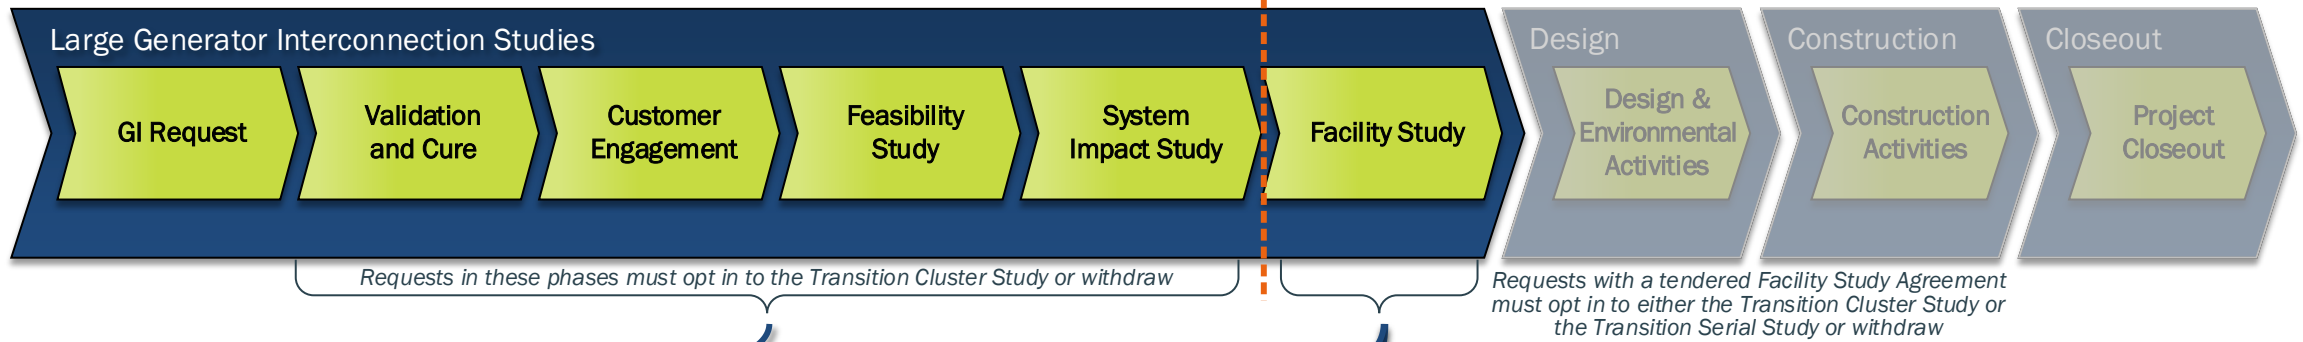 Large Generator Interconnection Studies
GI Request
Validation
and Cure
Customer
Engagement
Feasibility
Study
System
Impact Study
Facility Study
Design
Design &
Environmental
Activities
Construction
Construction
Activities
Closeout
Project
Closeout
Requests in these phases must opt in to the Transition Cluster Study or withdraw
Requests with a tendered Facility Study Agreement
must opt in to either the Transition Cluster Study or
the Transition Serial Study or withdraw